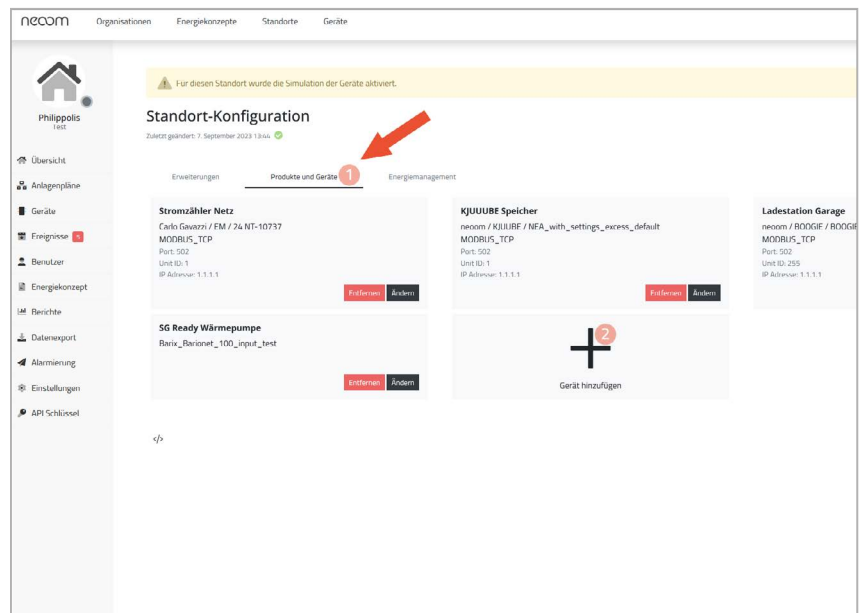 neoom
Organisationen
Energiekonzepte
Standorte
Geräte
Philippolis
Test
Übersicht
Anlagenpläne
Geräte
Ereignisse
Benutzer
Energiekonzept
Berichte
Datenexport
Alarmierung
Einstellungen
API Schlüssel
Für diesen Standort wurde die Simulation der Geräte aktiviert.
Standort-Konfiguration
Zuletzt geändert: 7. September 2023 13:44
Erweiterungen
Produkte und Geräte
1
Energiemanagement
Stromzähler Netz
Carlo Gavazzi / EM / 24 NT-10737
MODBUS_TCP
Port: 502
Unit ID: 1
IP Adresse: 1.1.1.1
Entfernen
Ändern
KJUUUBE Speicher
neoom / KJUUBE / NEA_with_settings_excess_default
MODBUS_TCP
Port: 502
Unit ID: 1
IP Adresse: 1.1.1.1
Entfernen
Ändern
Ladestation Garage
neoom / BOOGIE / BOOGIE
MODBUS_TCP
Port: 502
Unit ID: 255
IP Adresse: 1.1.1.1
SG Ready Wärmepumpe
Barix_Barionet_100_input_test
Entfernen
Ändern
2
Gerät hinzufügen
</>